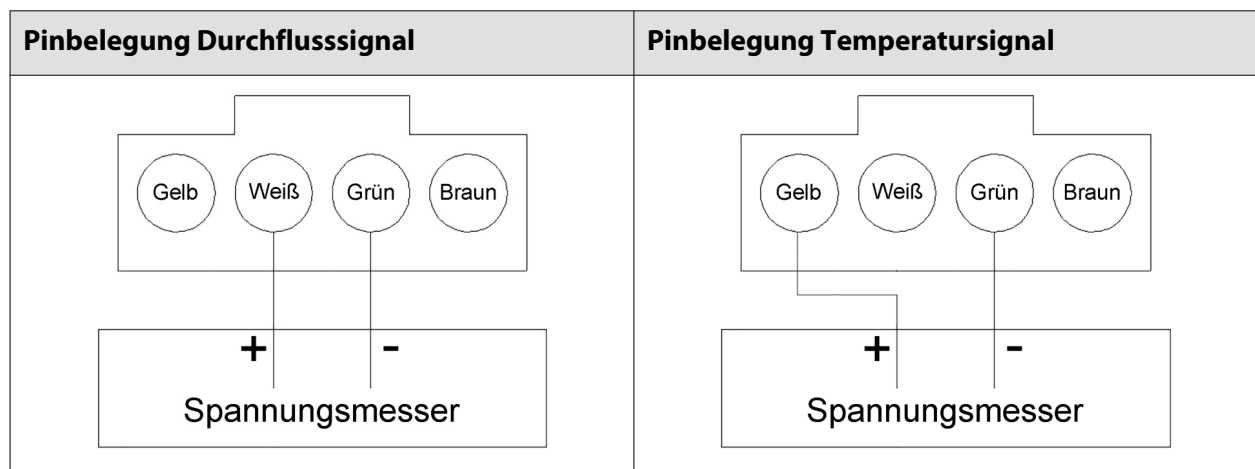 Pinbelegung Durchflusssignal
Pinbelegung Temperatursignal
Gelb Weiß Grün Braun
+ -
Spannungsmesser
Gelb Weiß Grün Braun
+ -
Spannungsmesser